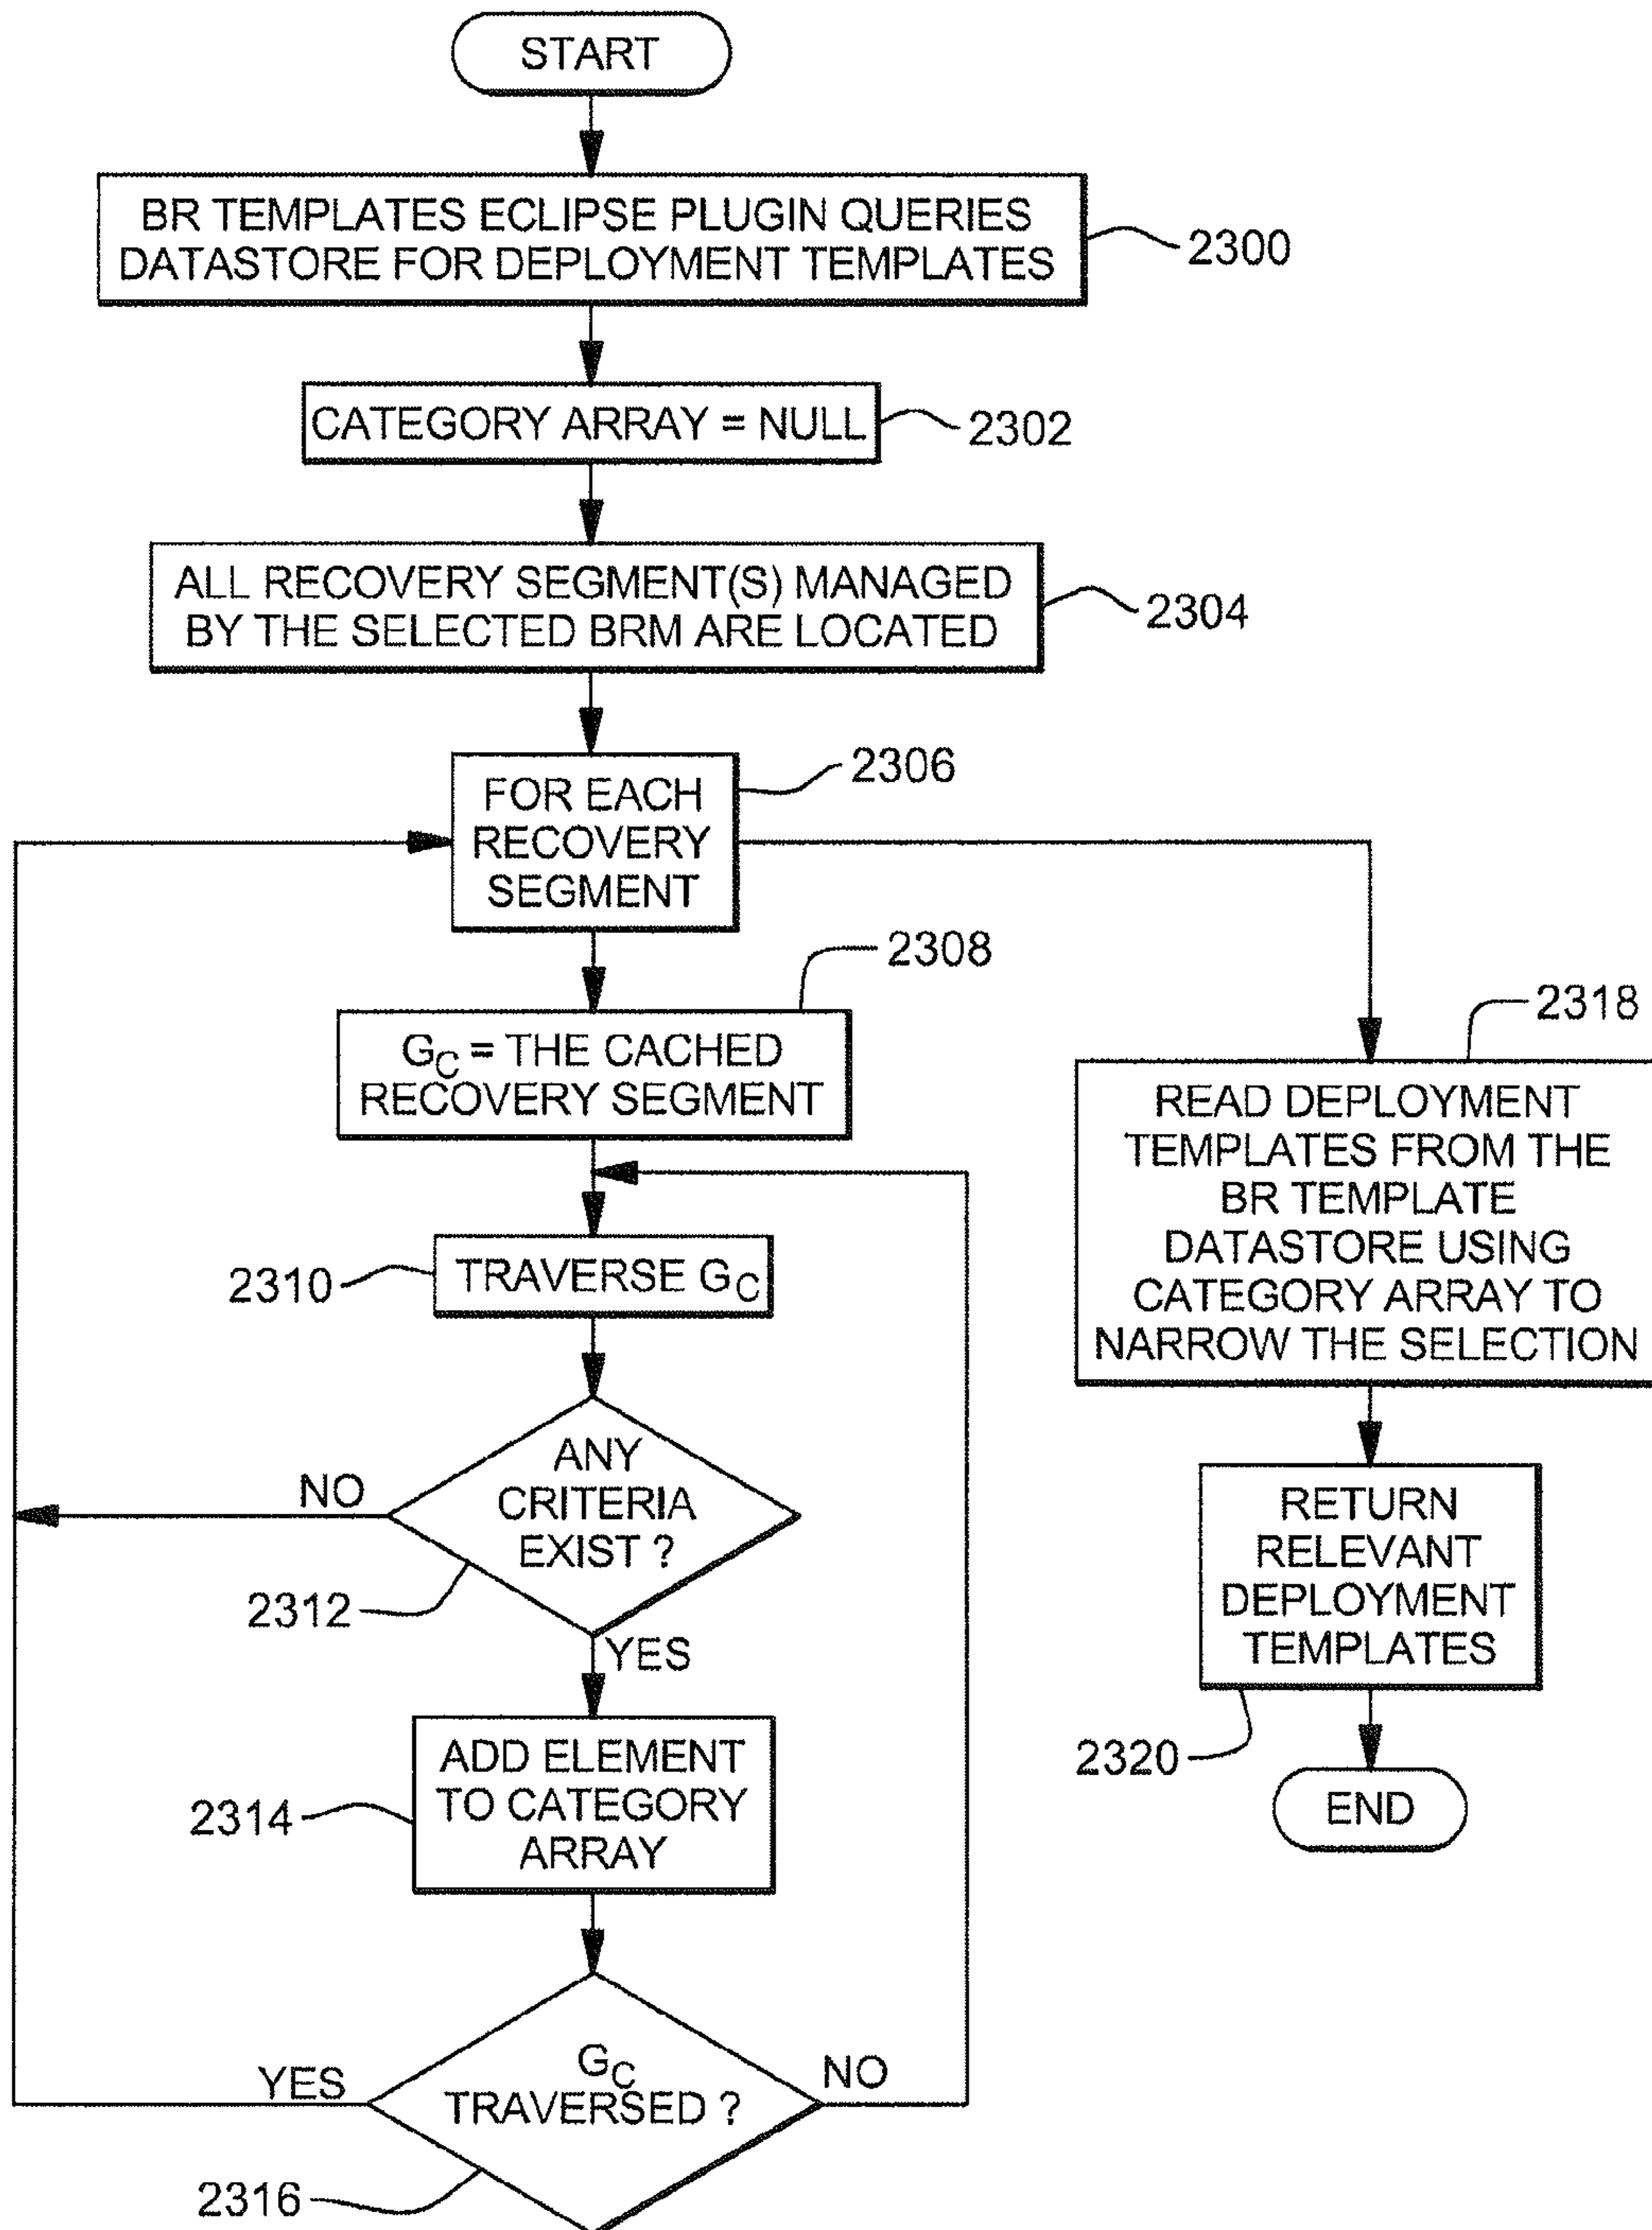 START
BR TEMPLATES ECLIPSE PLUGIN QUERIES
DATASTORE FOR DEPLOYMENT TEMPLATES
2300
CATEGORY ARRAY = NULL
2302
ALL RECOVERY SEGMENT(S) MANAGED
BY THE SELECTED BRM ARE LOCATED
2304
FOR EACH
RECOVERY
SEGMENT
2306
GC = THE CACHED
RECOVERY SEGMENT
2308
TRAVERSE GC
2310
ANY
CRITERIA
EXIST ?
NO
2312
YES
ADD ELEMENT
TO CATEGORY
ARRAY
2314
GC
TRAVERSED ?
YES
NO
2316
2318
READ DEPLOYMENT
TEMPLATES FROM THE
BR TEMPLATE
DATASTORE USING
CATEGORY ARRAY TO
NARROW THE SELECTION
RETURN
RELEVANT
DEPLOYMENT
TEMPLATES
2320
END